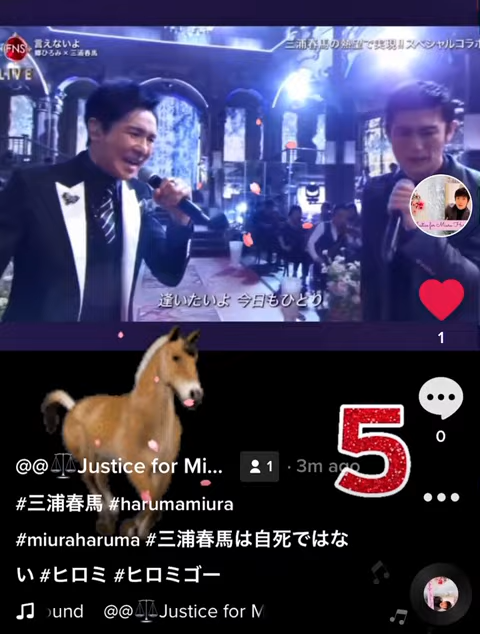 FNS
言えないよ
三浦春馬の熱望で実現!!スペシャルコラボ
郷ひろみ×三浦春馬
LIVE
逢いたいよ 今日もひとり
1
0
5
@@⚖Justice for Mi... 1 · 3m ago
#三浦春馬 #harumamiura
#miuraharuma #三浦春馬は自死ではな
い #ヒロミ #ヒロミゴー
ound @@⚖Justice for M